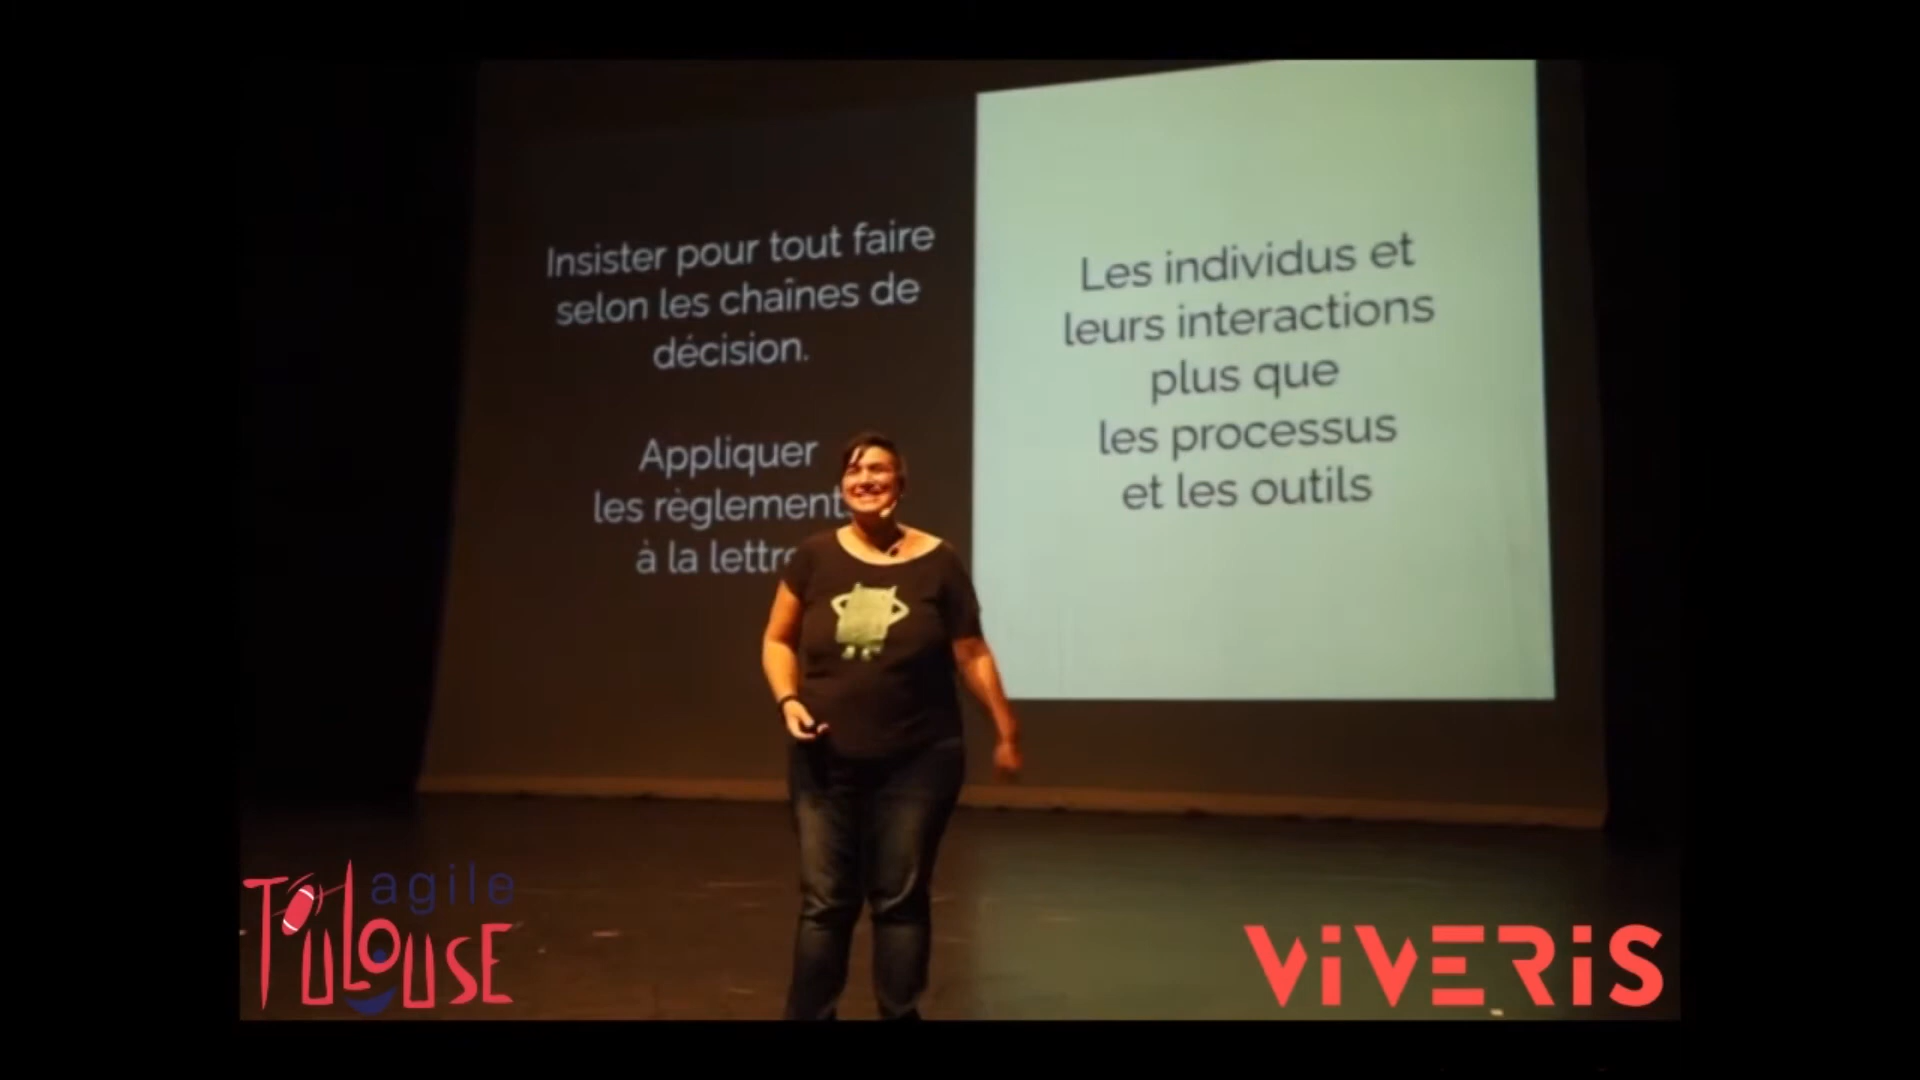 Insister pour tout faire
selon les chaînes de
décision.
Appliquer
les règlement
à la lettr
Les individus et
leurs interactions
plus que
les processus
et les outils
agile
TOULOUSE
ViVERiS